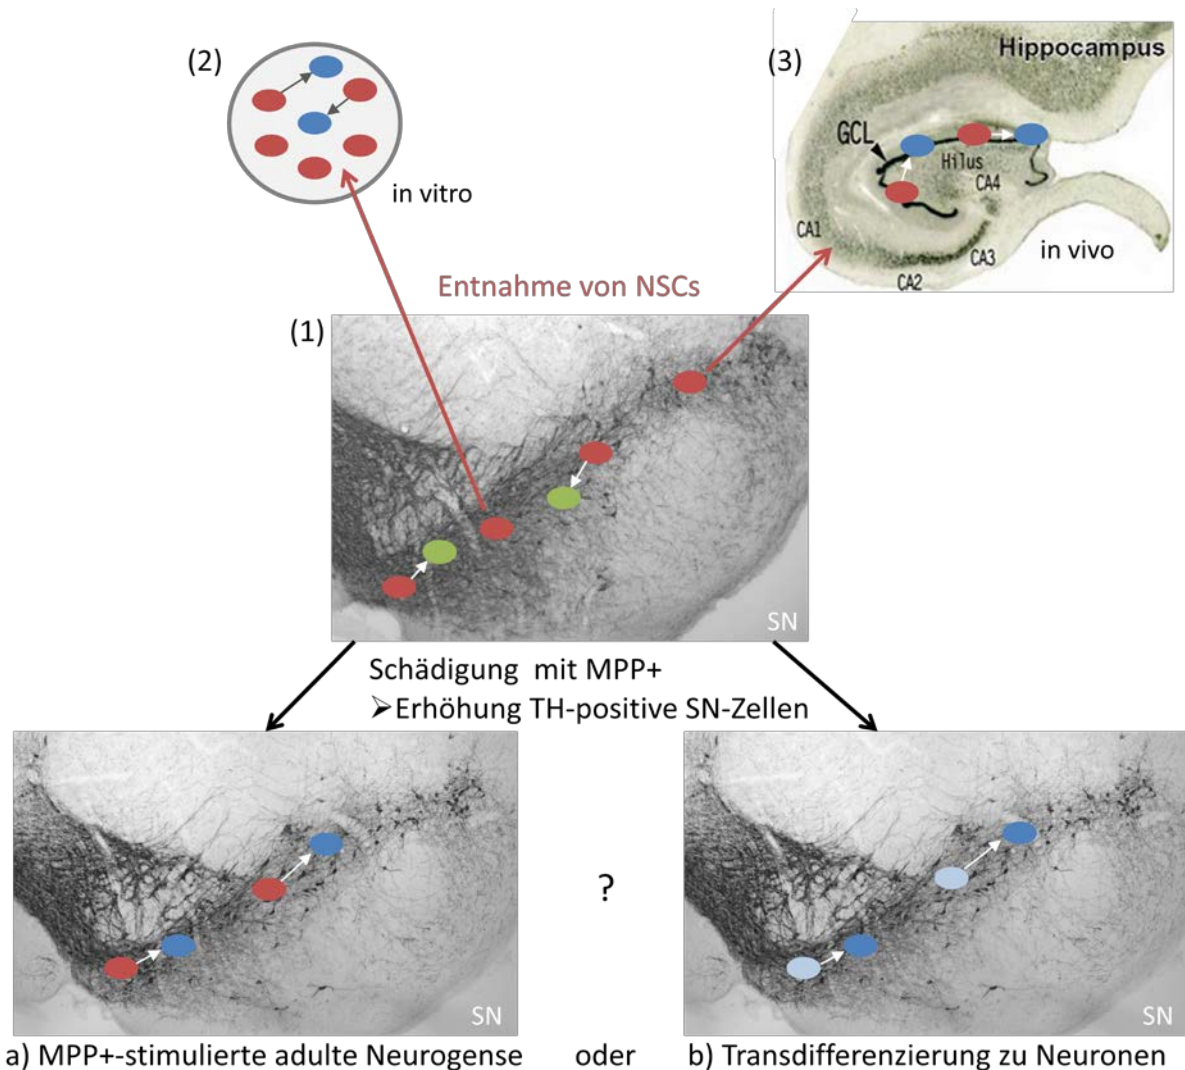 (2)
(3)
Hippocampus
GCL
Hilus
CA4
CA1
CA3
CA2
in vitro
in vivo
Entnahme von NSCs
(1)
SN
Schädigung mit MPP+
➢Erhöhung TH-positive SN-Zellen
?
SN
SN
a) MPP+-stimulierte adulte Neurogense oder b) Transdifferenzierung zu Neuronen